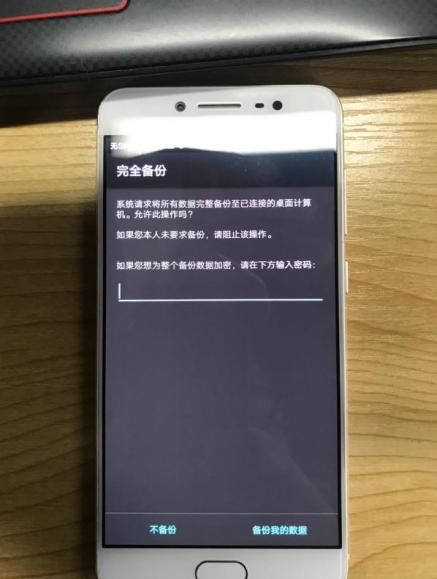 完全备份
系统请求将所有数据完整备份至已连接的桌面计算
机。允许此操作吗？
如果您本人未要求备份，请阻止该操作。
如果您想为整个备份数据加密，请在下方输入密码：
不备份
备份我的数据